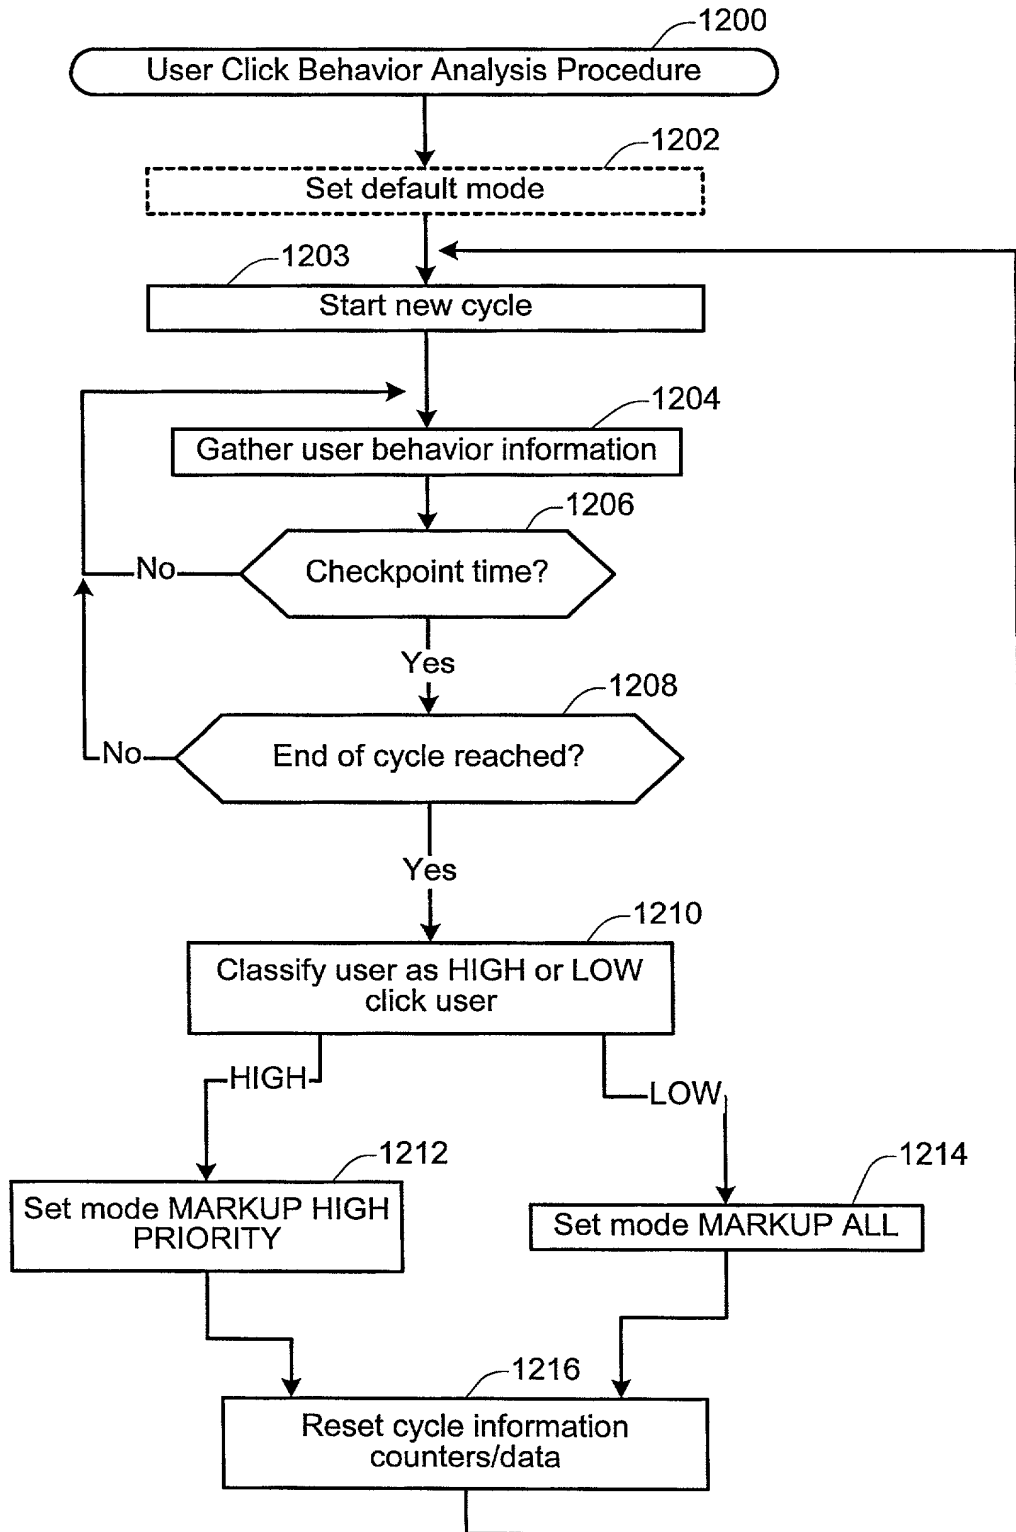 1200
User Click Behavior Analysis Procedure
1202
Set default mode
1203
Start new cycle
1204
Gather user behavior information
1206
Checkpoint time?
No
Yes
1208
End of cycle reached?
No
Yes
1210
Classify user as HIGH or LOW
click user
HIGH
LOW
1212
Set mode MARKUP HIGH
PRIORITY
1214
Set mode MARKUP ALL
1216
Reset cycle information
counters/data